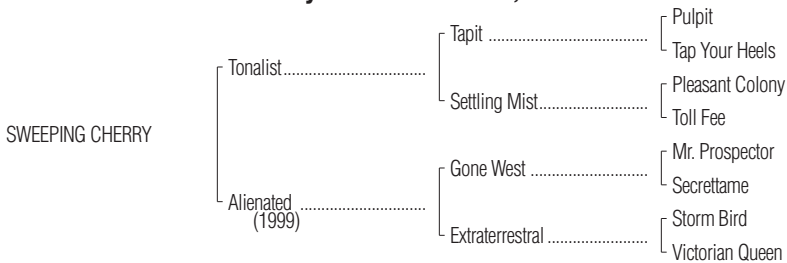 Pulpit
Tapit ........................................
Tap Your Heels
Tonalist...................................
Pleasant Colony
Settling Mist...........................
Toll Fee
SWEEPING CHERRY
Mr. Prospector
Gone West .............................
Secrettame
Alienated ...............................
(1999)
Storm Bird
Extraterrestrial .........................
Victorian Queen